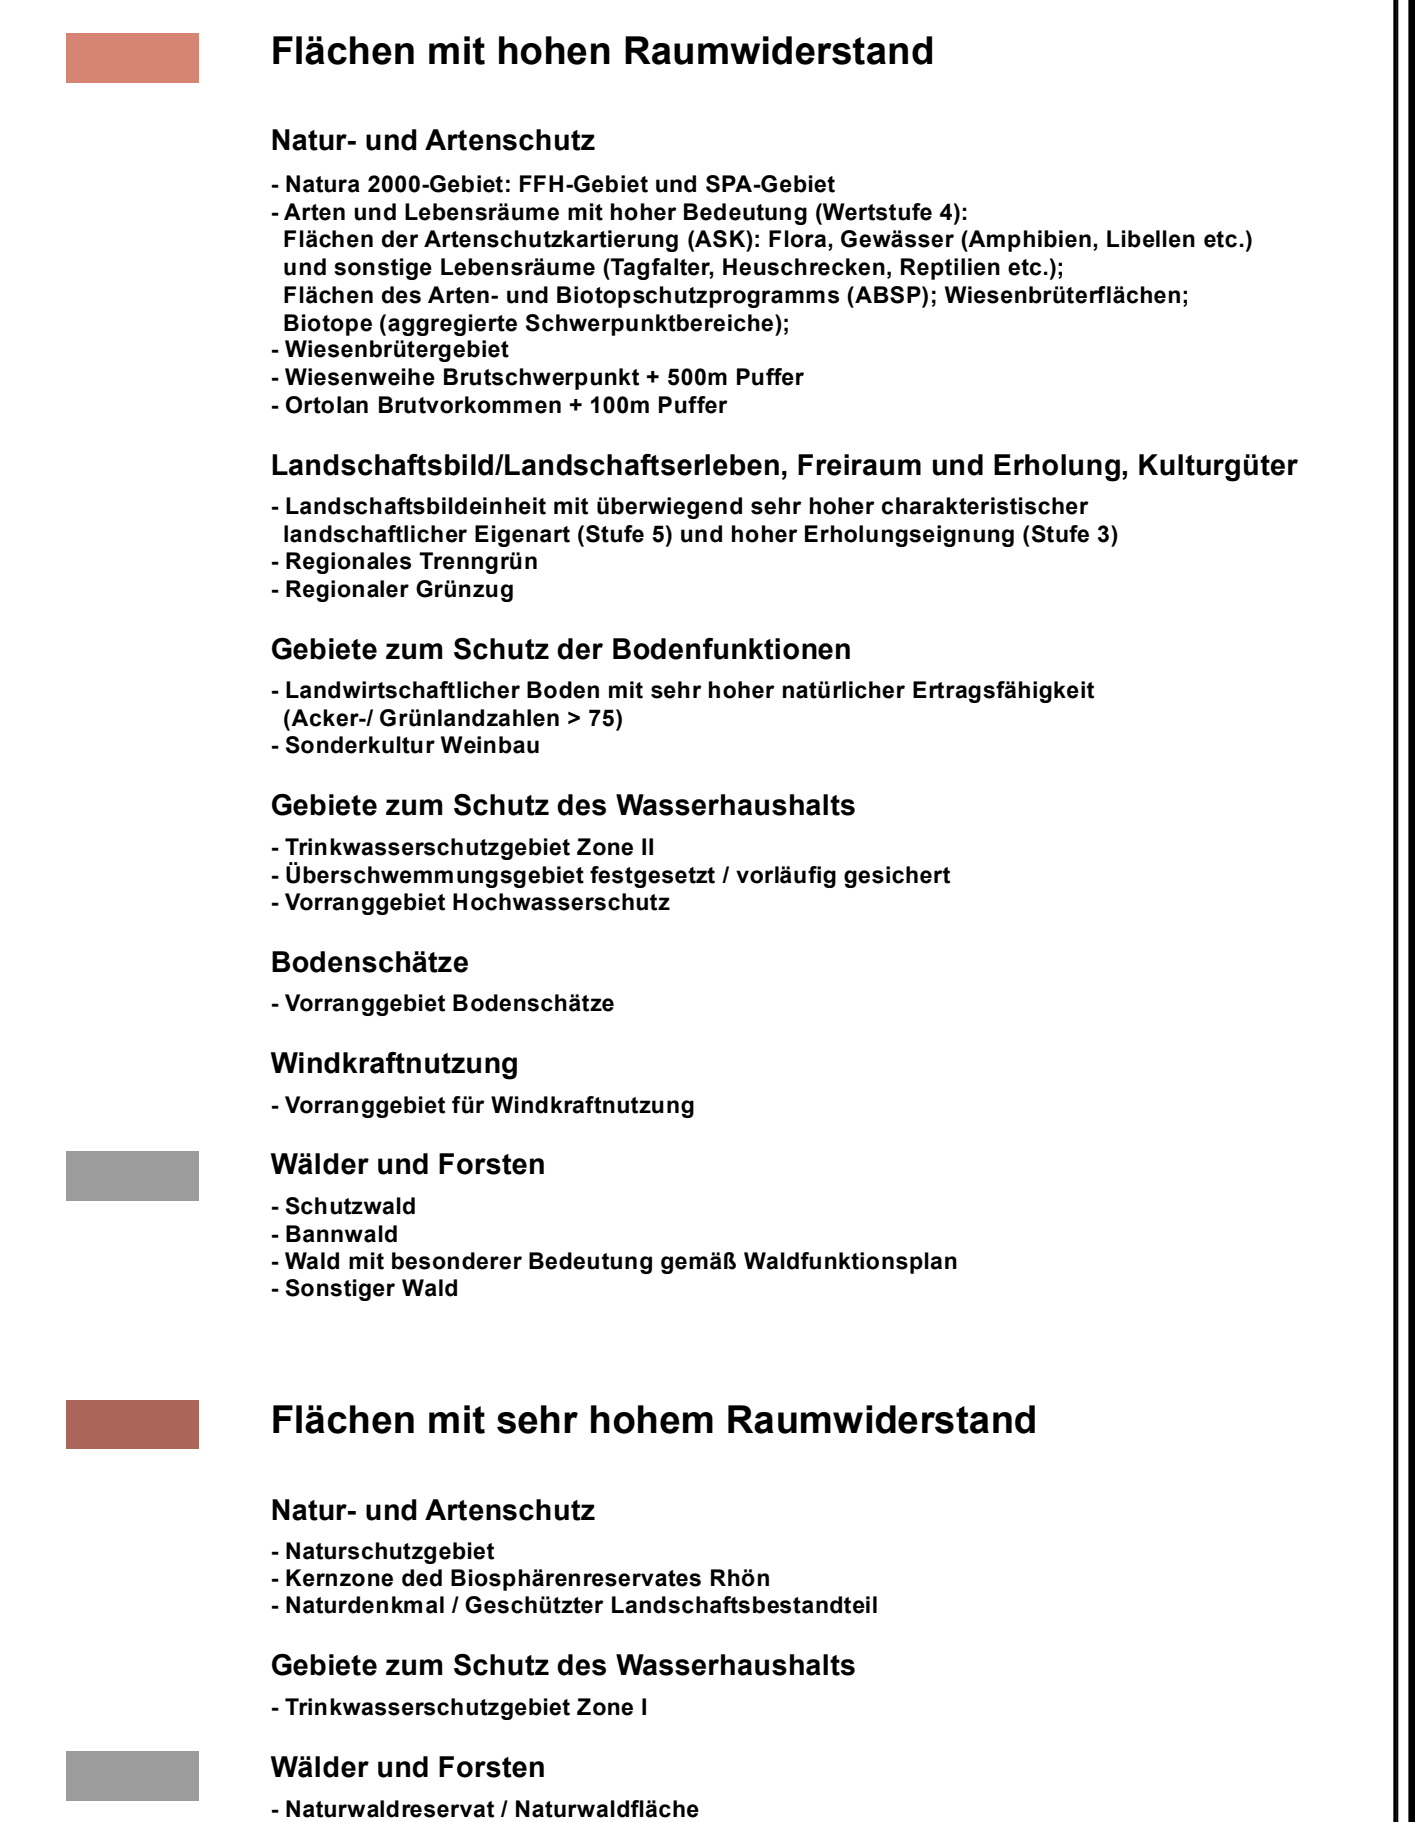 Flächen mit hohen Raumwiderstand
Natur- und Artenschutz
- Natura 2000-Gebiet: FFH-Gebiet und SPA-Gebiet
- Arten und Lebensräume mit hoher Bedeutung (Wertstufe 4):
Flächen der Artenschutzkartierung (ASK): Flora, Gewässer (Amphibien, Libellen etc.)
und sonstige Lebensräume (Tagfalter, Heuschrecken, Reptilien etc.);
Flächen des Arten- und Biotopschutzprogramms (ABSP); Wiesenbrüterflächen;
Biotope (aggregierte Schwerpunktbereiche);
- Wiesenbrütergebiet
- Wiesenweihe Brutschwerpunkt + 500m Puffer
- Ortolan Brutvorkommen + 100m Puffer
Landschaftsbild/Landschaftserleben, Freiraum und Erholung, Kulturgüter
- Landschaftsbildeinheit mit überwiegend sehr hoher charakteristischer
landschaftlicher Eigenart (Stufe 5) und hoher Erholungseignung (Stufe 3)
- Regionales Trenngrün
- Regionaler Grünzug
Gebiete zum Schutz der Bodenfunktionen
- Landwirtschaftlicher Boden mit sehr hoher natürlicher Ertragsfähigkeit
(Acker-/ Grünlandzahlen > 75)
- Sonderkultur Weinbau
Gebiete zum Schutz des Wasserhaushalts
- Trinkwasserschutzgebiet Zone II
- Überschwemmungsgebiet festgesetzt / vorläufig gesichert
- Vorranggebiet Hochwasserschutz
Bodenschätze
- Vorranggebiet Bodenschätze
Windkraftnutzung
- Vorranggebiet für Windkraftnutzung
Wälder und Forsten
- Schutzwald
- Bannwald
- Wald mit besonderer Bedeutung gemäß Waldfunktionsplan
- Sonstiger Wald
Flächen mit sehr hohem Raumwiderstand
Natur- und Artenschutz
- Naturschutzgebiet
- Kernzone ded Biosphärenreservates Rhön
- Naturdenkmal / Geschützter Landschaftsbestandteil
Gebiete zum Schutz des Wasserhaushalts
- Trinkwasserschutzgebiet Zone I
Wälder und Forsten
- Naturwaldreservat / Naturwaldfläche